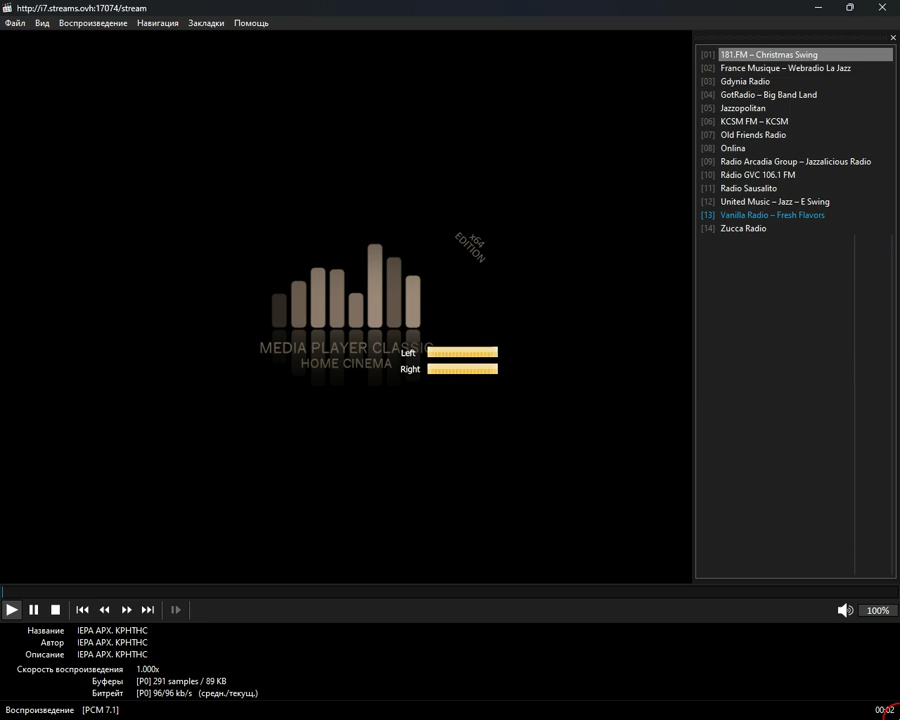 http://i7.streams.ovh:17074/stream
Файл Вид Воспроизведение Навигация Закладки Помощь
[01] 181.FM – Christmas Swing
[02] France Musique – Webradio La Jazz
[03] Gdynia Radio
[04] GotRadio – Big Band Land
[05] Jazzopolitan
[06] KCSM FM – KCSM
[07] Old Friends Radio
[08] Onlina
[09] Radio Arcadia Group – Jazzalicious Radio
[10] Rádio GVC 106.1 FM
[11] Radio Sausalito
[12] United Music – Jazz – E Swing
[13] Vanilla Radio – Fresh Flavors
[14] Zucca Radio
x64
EDITION
MEDIA PLAYER CLASSIC
HOME CINEMA
Left
Right
100%
Название ΙΕΡΑ ΑΡΧ. ΚΡΗΤΗΣ
Автор ΙΕΡΑ ΑΡΧ. ΚΡΗΤΗΣ
Описание ΙΕΡΑ ΑΡΧ. ΚΡΗΤΗΣ
Скорость воспроизведения 1.000x
Буферы [P0] 291 samples / 89 KB
Битрейт [P0] 96/96 kb/s (средн./текущ.)
Воспроизведение [PCM 7.1] 00:02